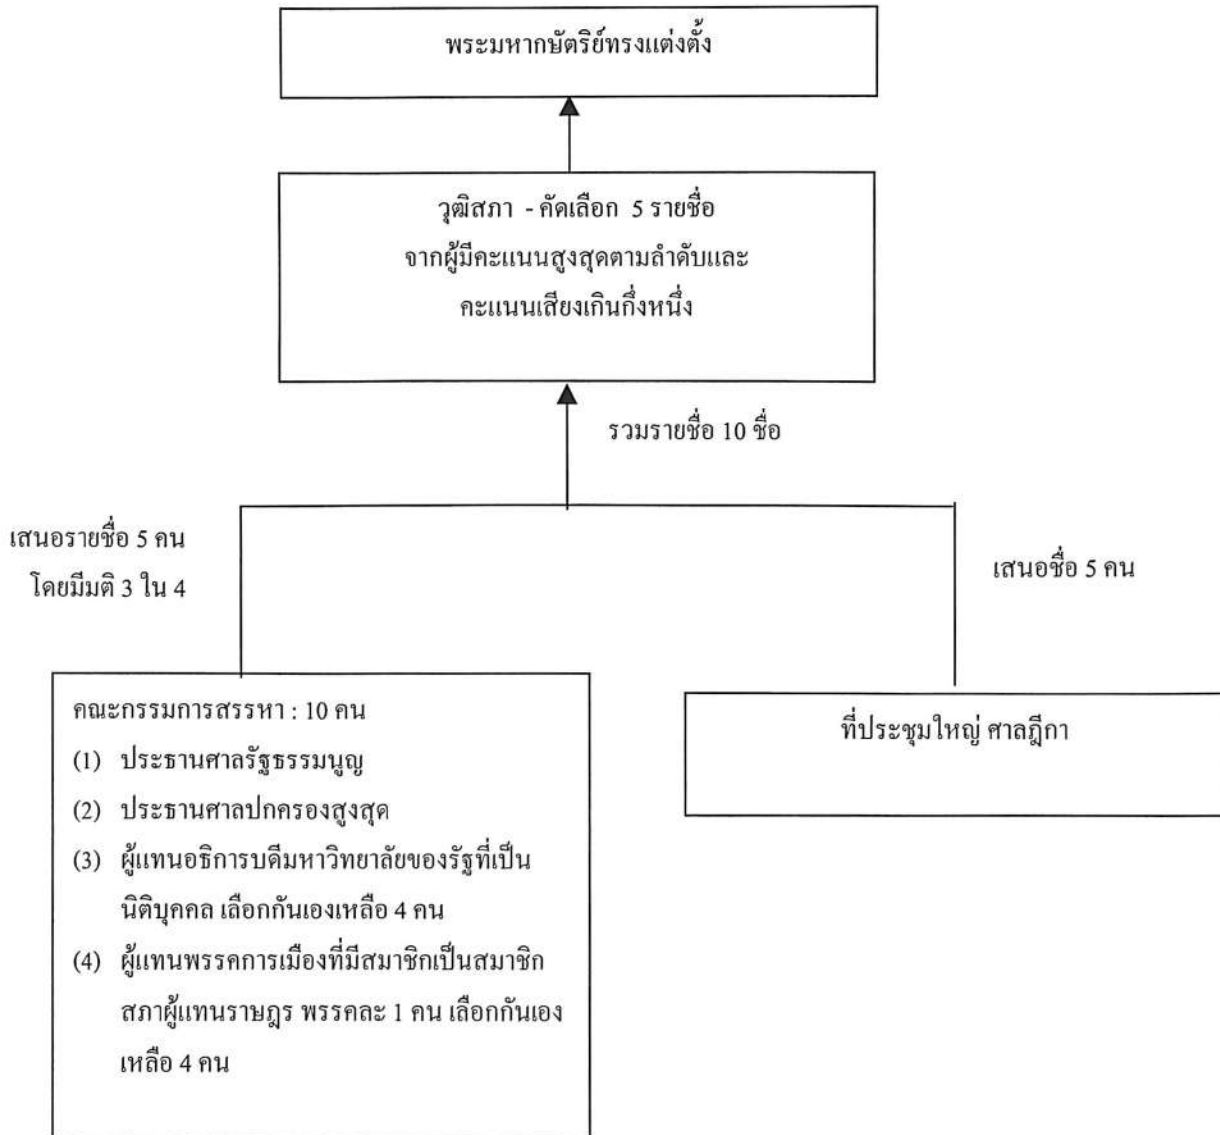 พระมหากษัตริย์ทรงแต่งตั้ง
วุฒิสภา - คัดเลือก 5 รายชื่อ
จากผู้มีคะแนนสูงสุดตามลำดับและ
คะแนนเสียงเกินกึ่งหนึ่ง
รวมรายชื่อ 10 ชื่อ
เสนอรายชื่อ 5 คน
โดยมีมติ 3 ใน 4
เสนอชื่อ 5 คน
คณะกรรมการสรรหา : 10 คน
(1) ประธานศาลรัฐธรรมนูญ
(2) ประธานศาลปกครองสูงสุด
(3) ผู้แทนอธิการบดีมหาวิทยาลัยของรัฐที่เป็น
นิติบุคคล เลือกกันเองเหลือ 4 คน
(4) ผู้แทนพรรคการเมืองที่มีสมาชิกเป็นสมาชิก
สภาผู้แทนราษฎร พรรคละ 1 คน เลือกกันเอง
เหลือ 4 คน
ที่ประชุมใหญ่ ศาลฎีกา